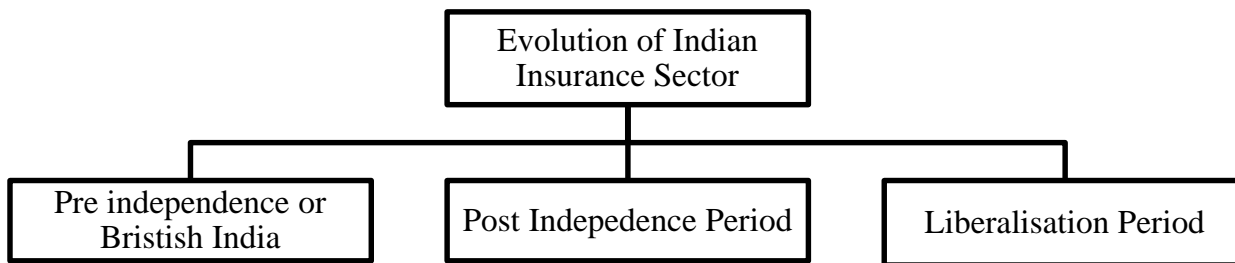 Evolution of Indian
Insurance Sector
Pre independence or
Bristish India
Post Indepedence Period
Liberalisation Period